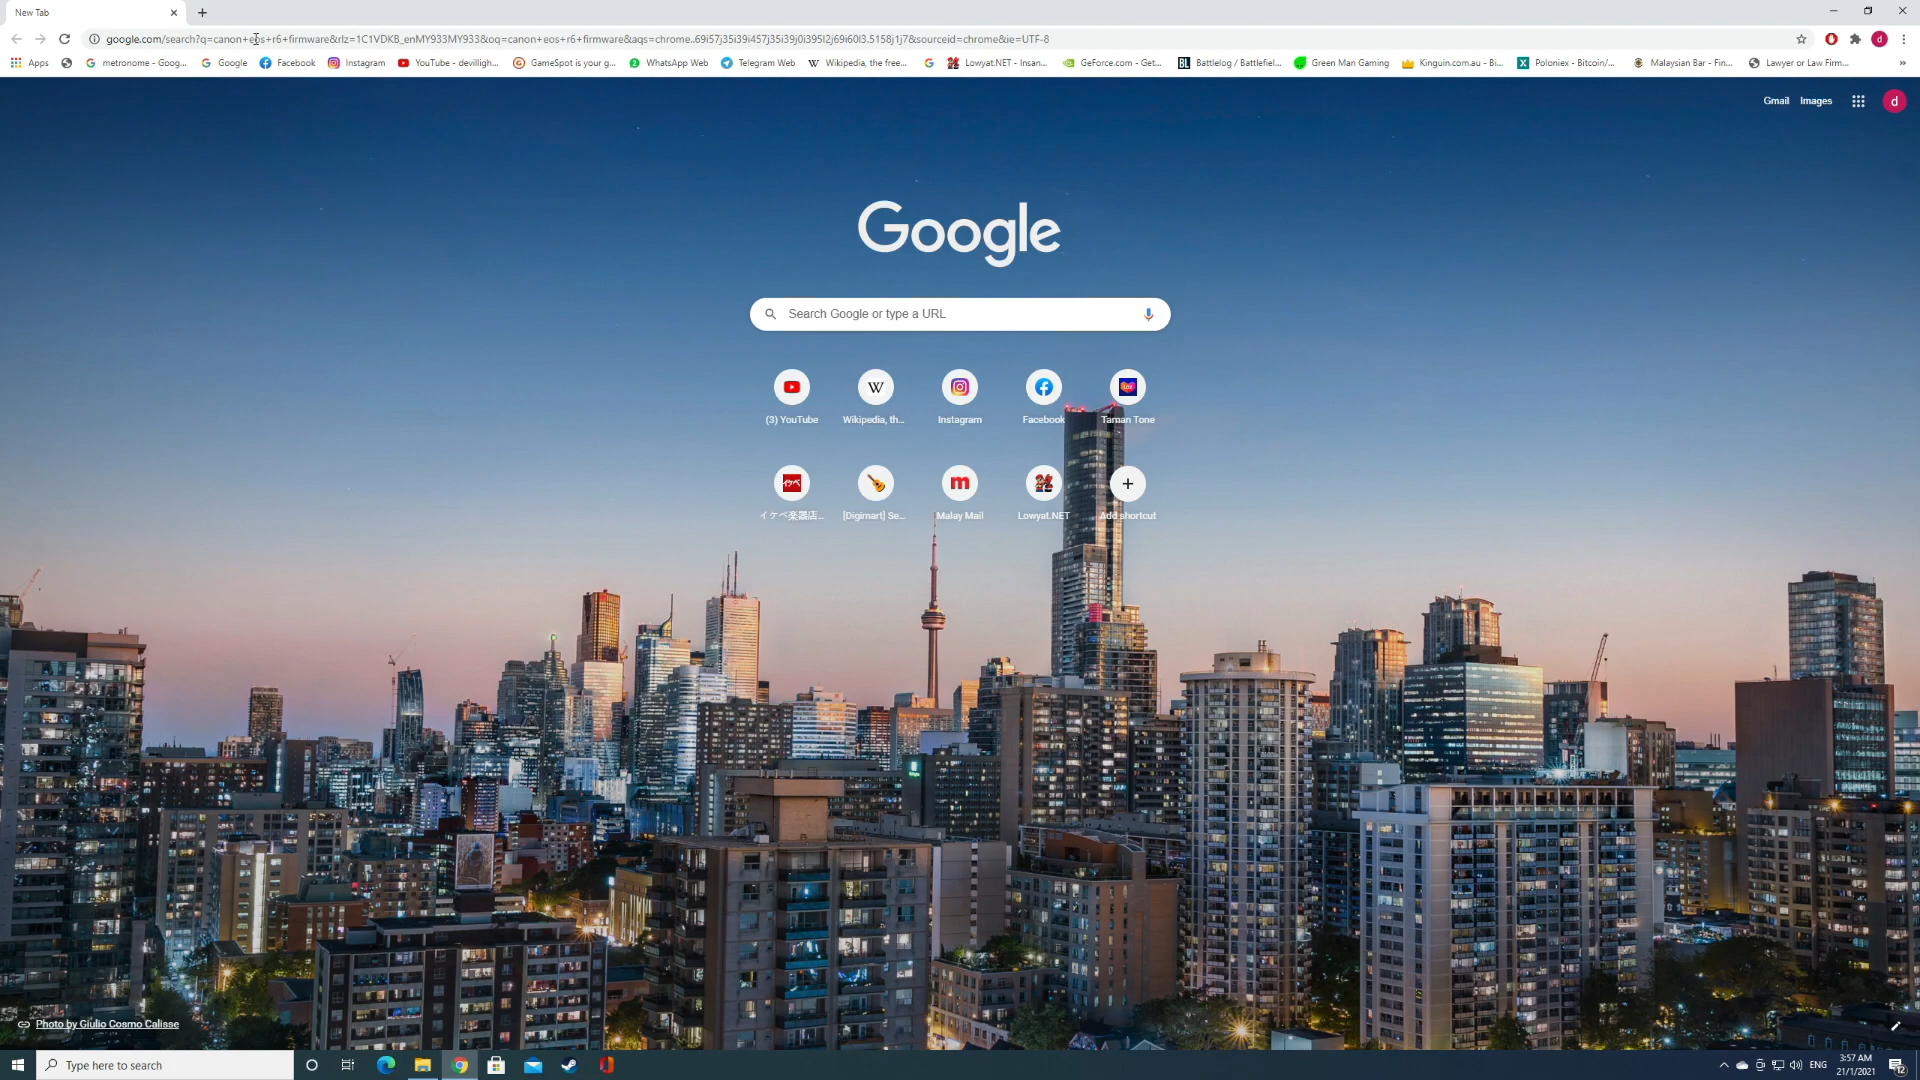 New Tab
google.com/search?q=canon+eos+r6+firmware&rlz=1C1VDKB_enMY933MY933&oq=canon+eos+r6+firmware&aqs=chrome..69i57j35i39i457j35i39j0i395l2j69i60l3.5158j1j7&sourceid=chrome&ie=UTF-8
Apps metronome - Goog... Google Facebook Instagram YouTube - devilligh... GameSpot is your g... WhatsApp Web Telegram Web Wikipedia, the free... Lowyat.NET - Insan... GeForce.com - Get... Battlelog / Battlefiel... Green Man Gaming Kinguin.com.au - Bi... Poloniex - Bitcoin/... Malaysian Bar - Fin... Lawyer or Law Firm... »
Gmail Images d
Google
Search Google or type a URL
(3) YouTube Wikipedia, th... Instagram Facebook Taman Tone
イケベ楽器店... [Digimart] Se... Malay Mail Lowyat.NET Add shortcut
Photo by Giulio Cosmo Calisse
Type here to search
ENG 3:57 AM
21/1/2021
12